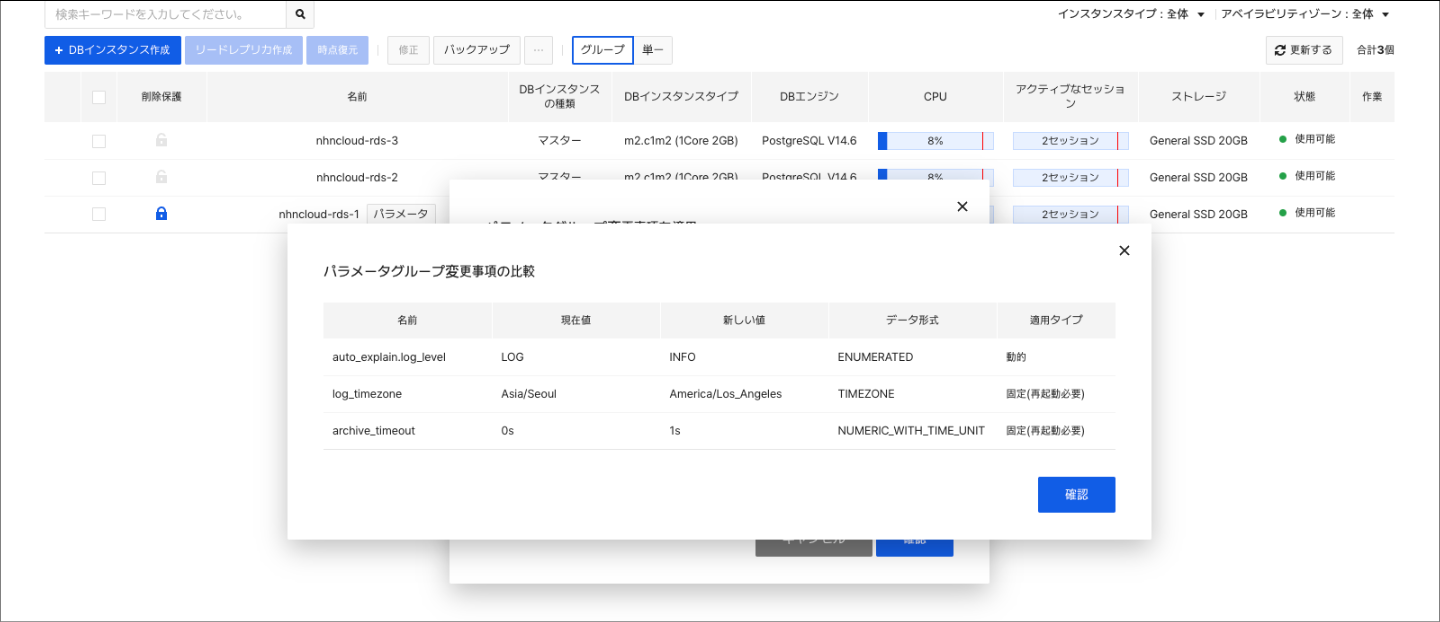 検索キーワードを入力してください。
インスタンスタイプ : 全体 ▼ アベイラビリティゾーン : 全体 ▼
+ DBインスタンス作成 リードレプリカ作成 時点復元 修正 バックアップ ... グループ 単一 更新する 合計3個
削除保護 名前 DBインスタンスの種類 DBインスタンスタイプ DBエンジン CPU アクティブなセッション ストレージ 状態 作業
nhncloud-rds-3 マスター m2.c1m2 (1Core 2GB) PostgreSQL V14.6 8% 2セッション General SSD 20GB 使用可能
nhncloud-rds-2 マスター m2.c1m2 (1Core 2GB) PostgreSQL V14.6 8% 2セッション General SSD 20GB 使用可能
nhncloud-rds-1 パラメータ 2セッション General SSD 20GB 使用可能
パラメータグループ変更事項の比較
名前 現在値 新しい値 データ形式 適用タイプ
auto_explain.log_level LOG INFO ENUMERATED 動的
log_timezone Asia/Seoul America/Los_Angeles TIMEZONE 固定(再起動必要)
archive_timeout 0s 1s NUMERIC_WITH_TIME_UNIT 固定(再起動必要)
確認
キャンセル 確認